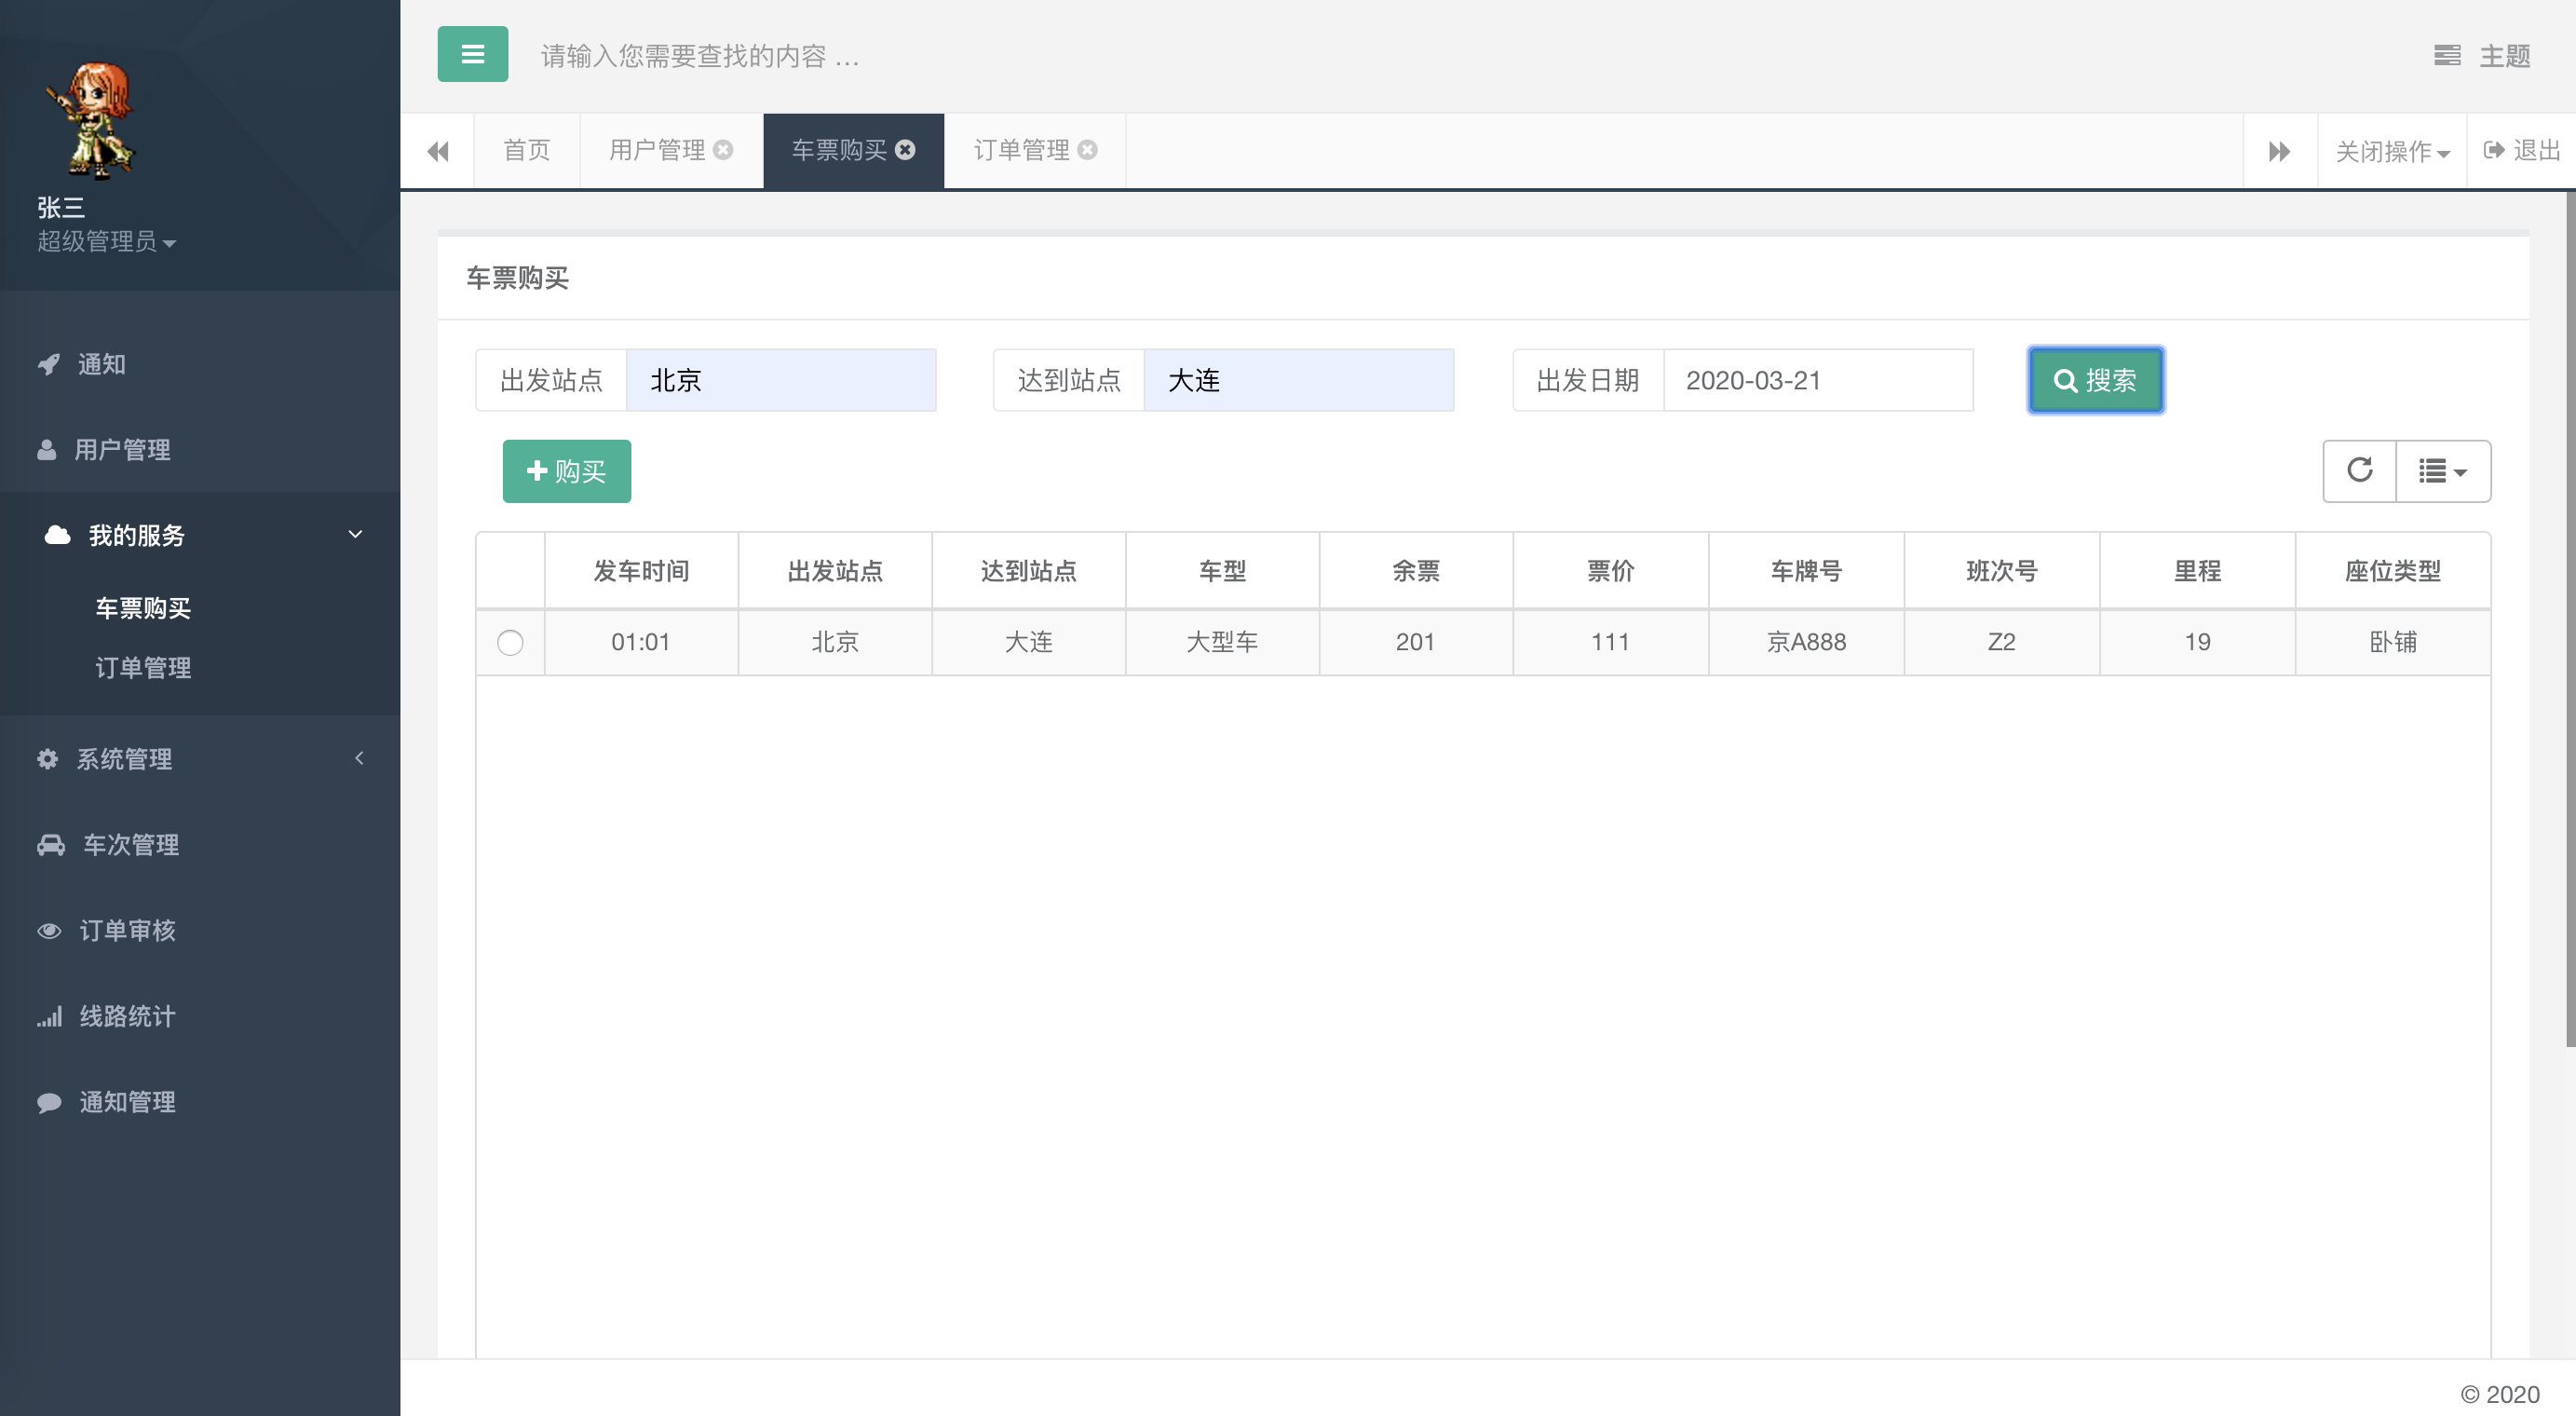 张三
超级管理员
通知
用户管理
我的服务
车票购买
订单管理
系统管理
车次管理
订单审核
线路统计
通知管理
请输入您需要查找的内容 …
主题
首页 用户管理 车票购买 订单管理 关闭操作 退出
车票购买
出发站点 北京 达到站点 大连 出发日期 2020-03-21 搜索
购买
发车时间 出发站点 达到站点 车型 余票 票价 车牌号 班次号 里程 座位类型
01:01 北京 大连 大型车 201 111 京A888 Z2 19 卧铺
© 2020